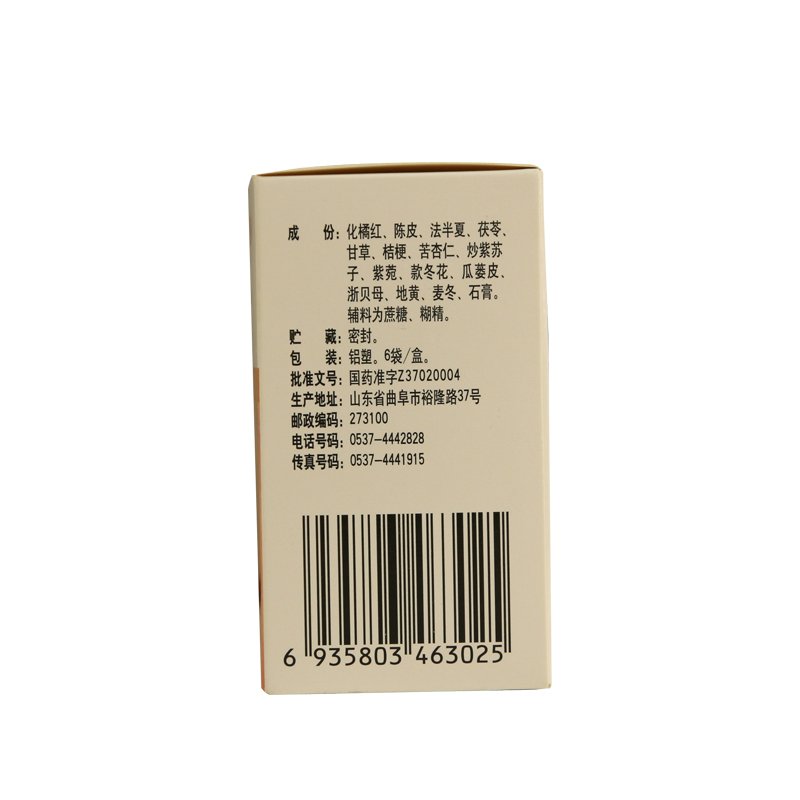 成　份：化橘红、陈皮、法半夏、茯苓、
甘草、桔梗、苦杏仁、炒紫苏
子、紫菀、款冬花、瓜蒌皮、
浙贝母、地黄、麦冬、石膏。
辅料为蔗糖、糊精。
贮　藏：密封。
包　装：铝塑。6袋/盒。
批准文号：国药准字Z37020004
生产地址：山东省曲阜市裕隆路37号
邮政编码：273100
电话号码：0537-4442828
传真号码：0537-4441915
6 935803 463025